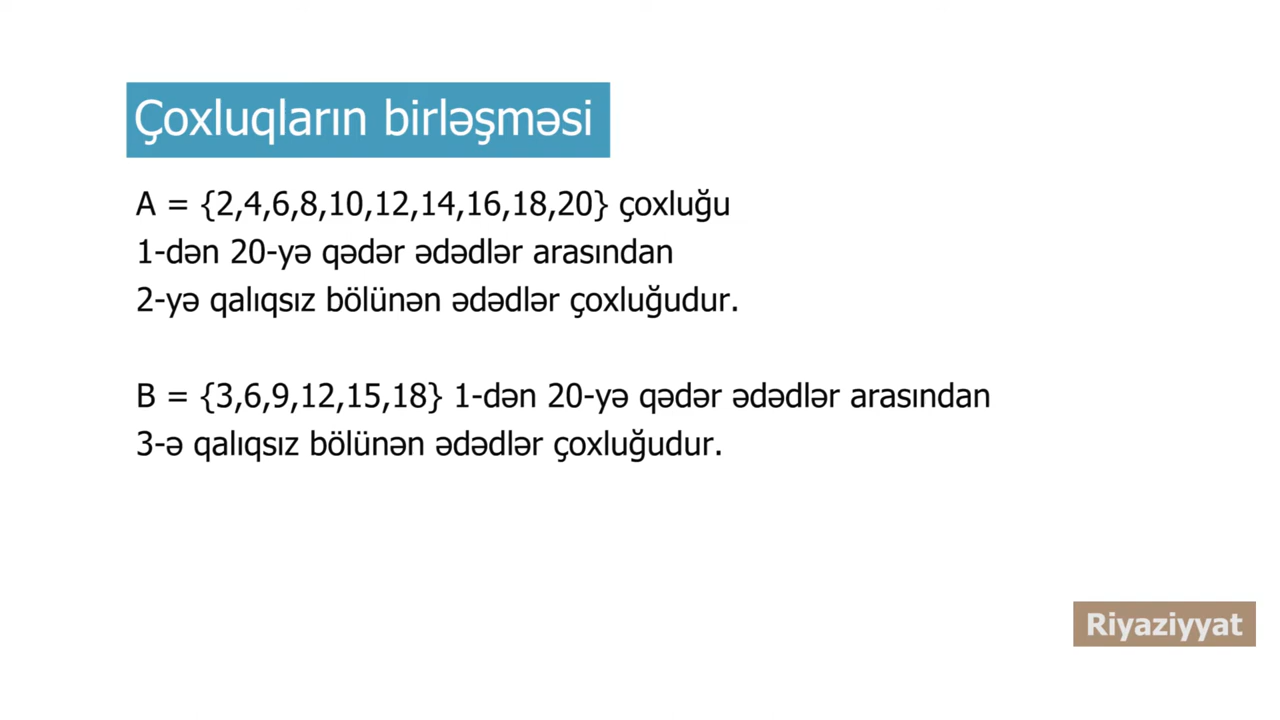 Çoxluqların birləşməsi
A = {2,4,6,8,10,12,14,16,18,20} çoxluğu
1-dən 20-yə qədər ədədlər arasından
2-yə qalıqsız bölünən ədədlər çoxluğudur.
B = {3,6,9,12,15,18} 1-dən 20-yə qədər ədədlər arasından
3-ə qalıqsız bölünən ədədlər çoxluğudur.
Riyaziyyat